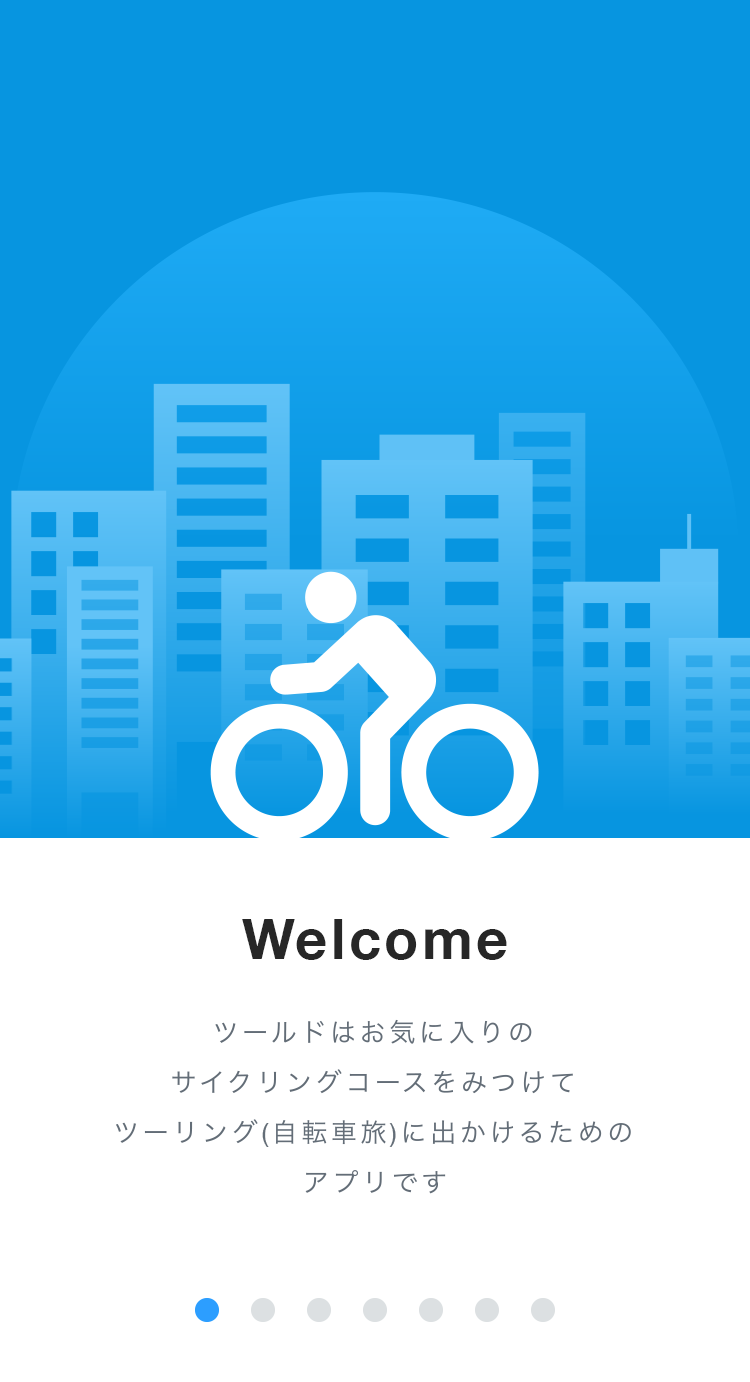 Welcome
ツールドはお気に入りの
サイクリングコースをみつけて
ツーリング(自転車旅)に出かけるための
アプリです